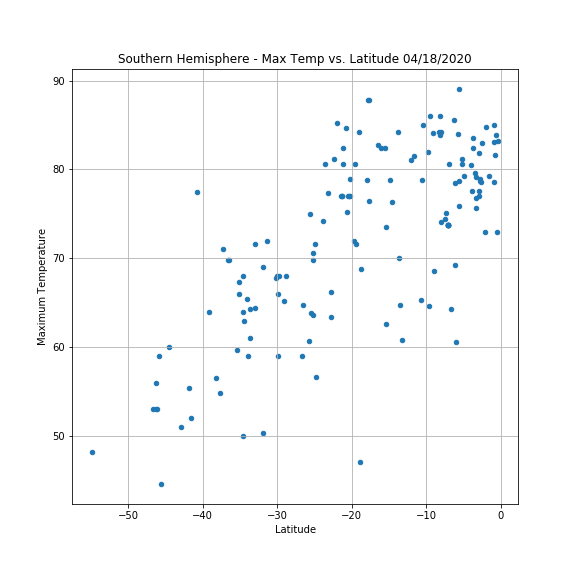 Southern Hemisphere - Max Temp vs. Latitude 04/18/2020
90
80
70
60
50
Maximum Temperature
−50 −40 −30 −20 −10 0
Latitude